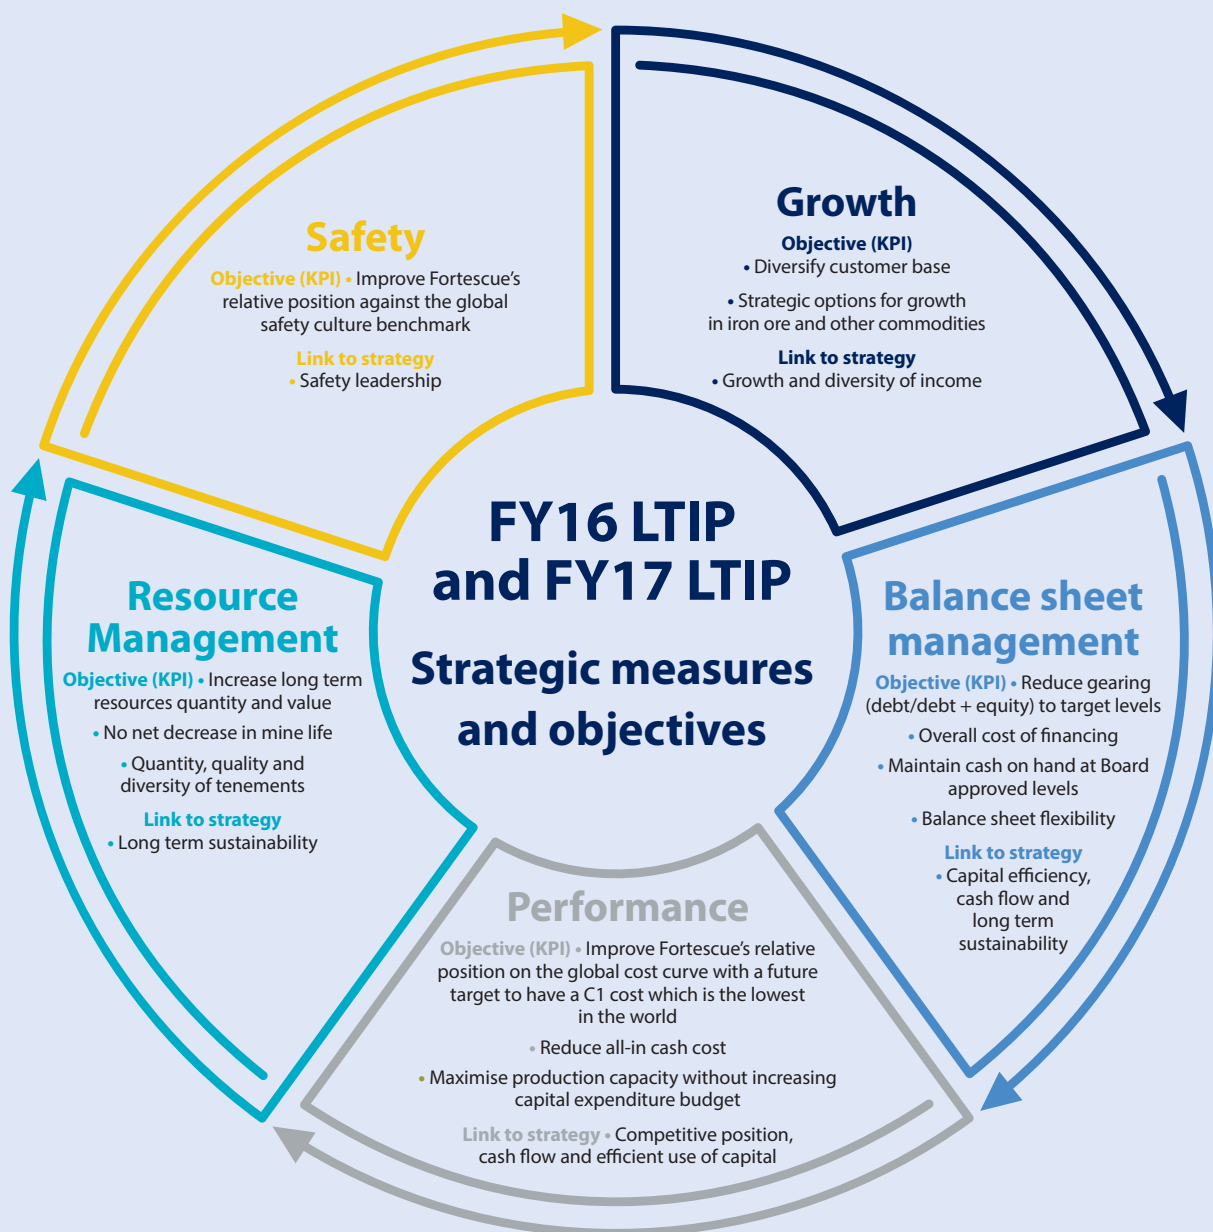 Safety
Objective (KPI) • Improve Fortescue’s
relative position against the global
safety culture benchmark
Link to strategy
• Safety leadership
Growth
Objective (KPI)
• Diversify customer base
• Strategic options for growth
in iron ore and other commodities
Link to strategy
• Growth and diversity of income
FY16 LTIP
and FY17 LTIP
Strategic measures
and objectives
Resource
Management
Objective (KPI) • Increase long term
resources quantity and value
• No net decrease in mine life
• Quantity, quality and
diversity of tenements
Link to strategy
• Long term sustainability
Balance sheet
management
Objective (KPI) • Reduce gearing
(debt/debt + equity) to target levels
• Overall cost of financing
• Maintain cash on hand at Board
approved levels
• Balance sheet flexibility
Link to strategy
• Capital efficiency,
cash flow and
long term
sustainability
Performance
Objective (KPI) • Improve Fortescue’s relative
position on the global cost curve with a future
target to have a C1 cost which is the lowest
in the world
• Reduce all-in cash cost
• Maximise production capacity without increasing
capital expenditure budget
Link to strategy • Competitive position,
cash flow and efficient use of capital